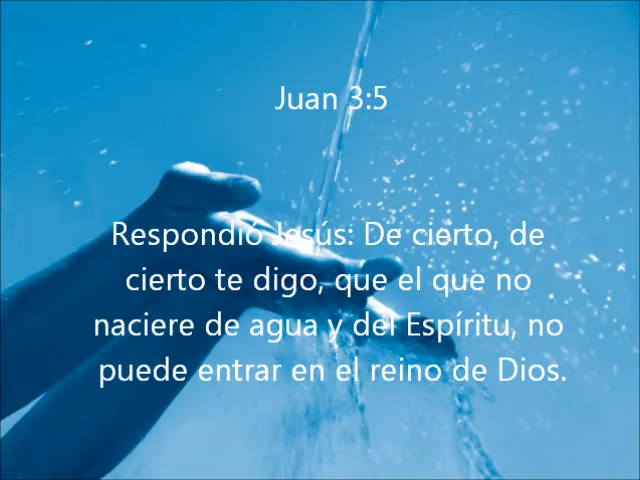 Juan 3:5
Respondió Jesús: De cierto, de
cierto te digo, que el que no
naciere de agua y del Espíritu, no
puede entrar en el reino de Dios.